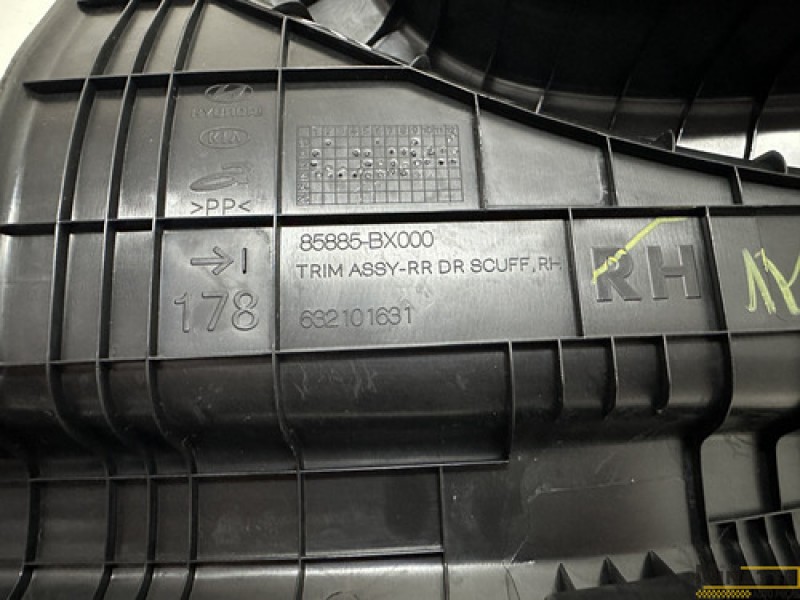 HYUNDAI
KIA
>PP<
85885-BX000
TRIM ASSY-RR DR SCUFF,RH
178
632101631
RH